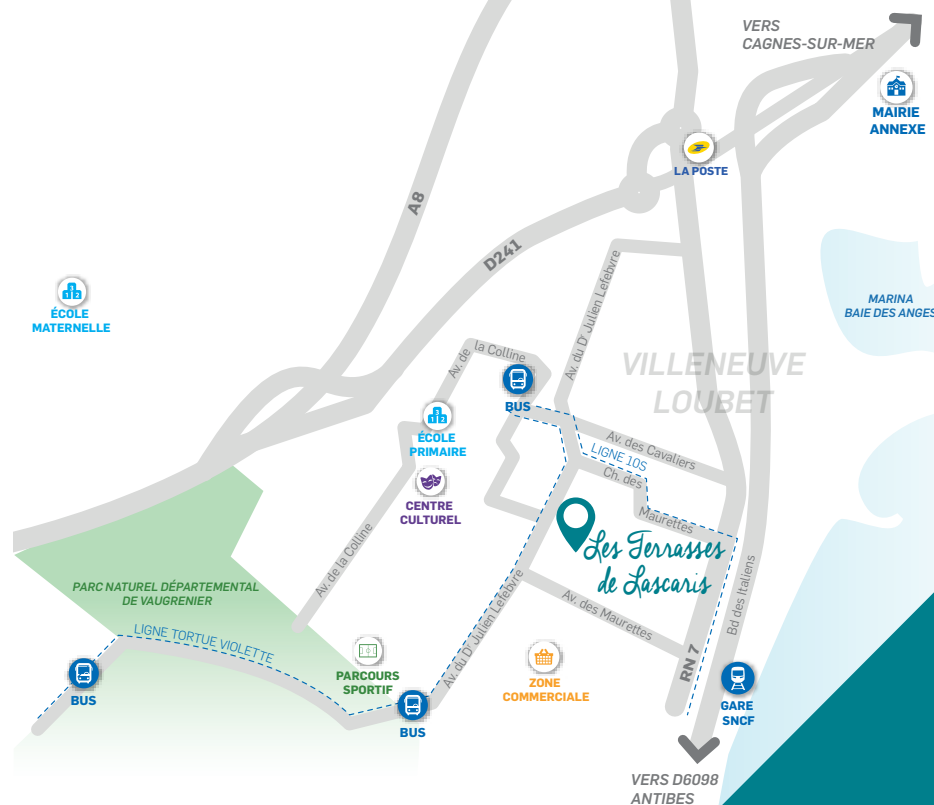 VERS
CAGNES-SUR-MER
MAIRIE
ANNEXE
LA POSTE
A8
D241
ÉCOLE
MATERNELLE
MARINA
BAIE DES ANGES
Av. du Dr Julien Lefebvre
Av. de la Colline
VILLENEUVE
LOUBET
BUS
ÉCOLE
PRIMAIRE
Av. des Cavaliers
LIGNE 10S
Ch. des
Maurettes
CENTRE
CULTUREL
Les Terrasses
de Lascaris
Av. de la Colline
PARC NATUREL DÉPARTEMENTAL
DE VAUGRENIER
Av. du Dr Julien Lefebvre
Av. des Maurettes
Bd des Italiens
LIGNE TORTUE VIOLETTE
RN 7
PARCOURS
SPORTIF
ZONE
COMMERCIALE
BUS
GARE
SNCF
BUS
VERS D6098
ANTIBES